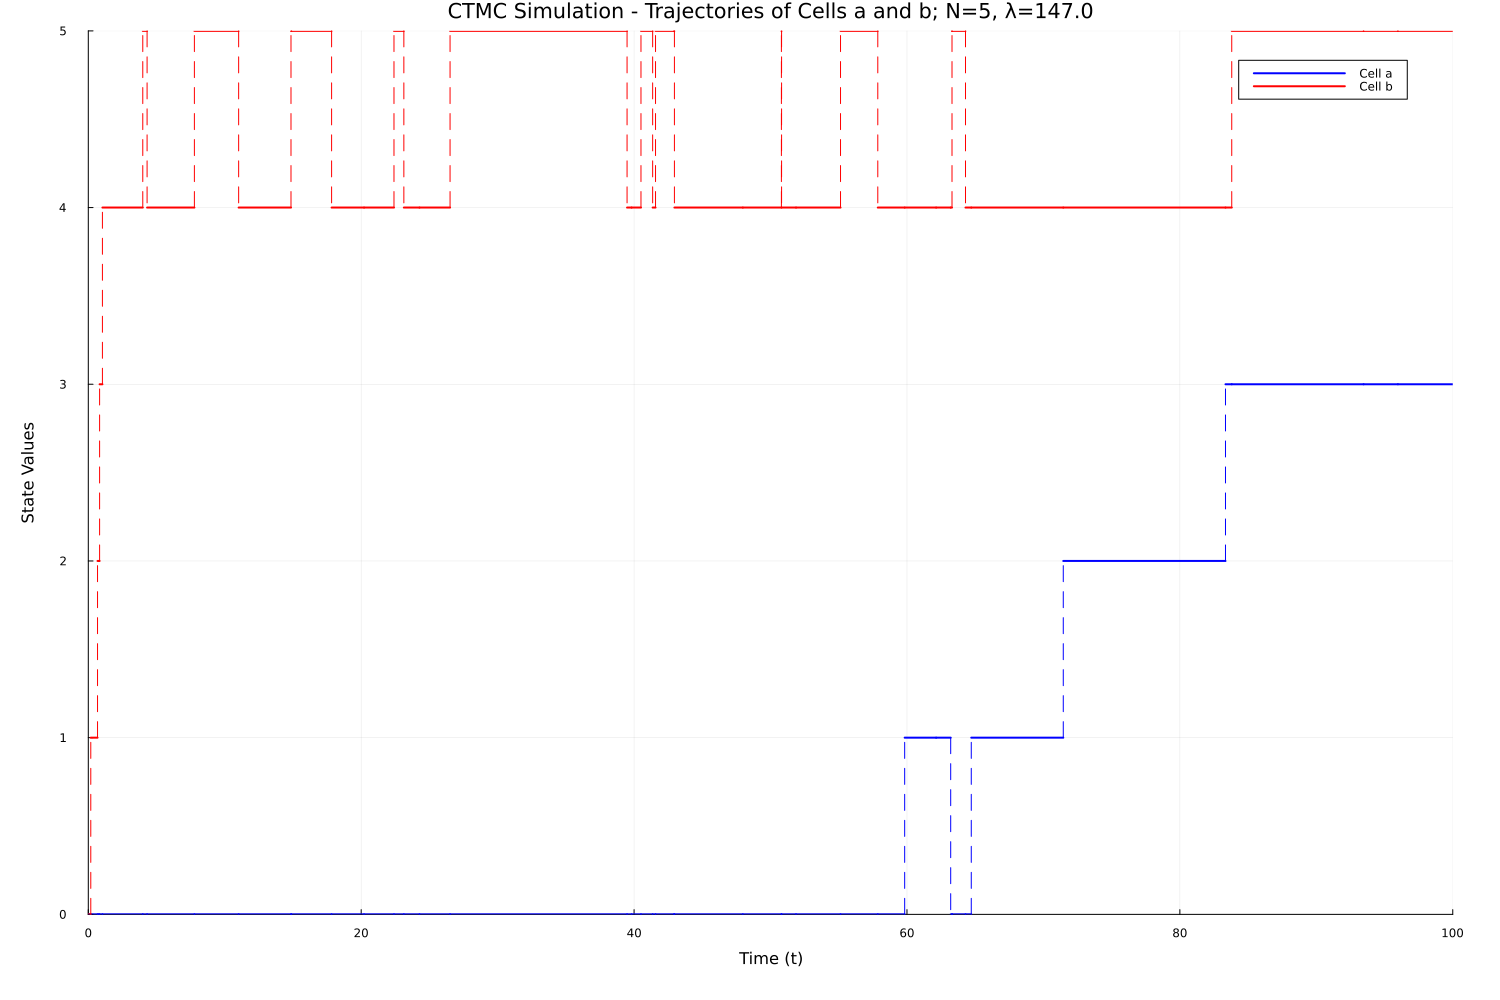 CTMC Simulation - Trajectories of Cells a and b; N=5, λ=147.0
5
Cell a
Cell b
4
3
State Values
2
1
0
0 20 40 60 80 100
Time (t)